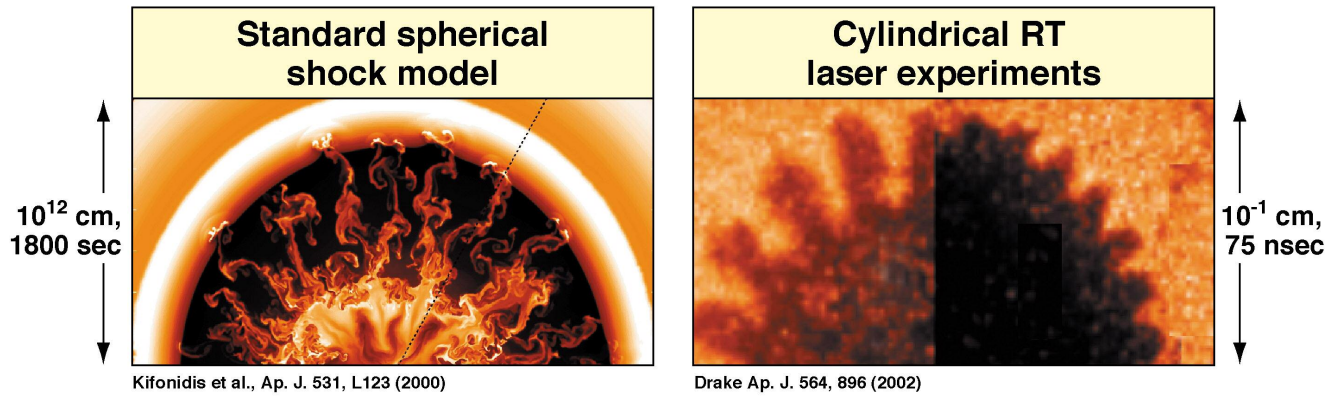 Standard spherical
shock model
Cylindrical RT
laser experiments
10¹² cm,
1800 sec
10⁻¹ cm,
75 nsec
Kifonidis et al., Ap. J. 531, L123 (2000)
Drake Ap. J. 564, 896 (2002)